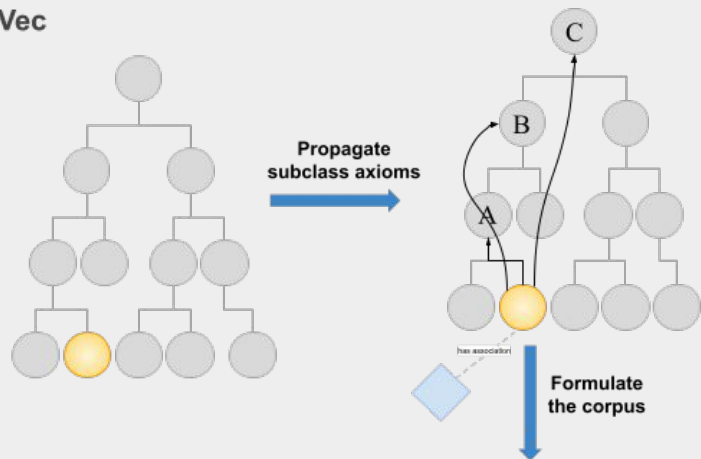 Vec
C
B
Propagate
subclass axioms
A
has association
Formulate
the corpus